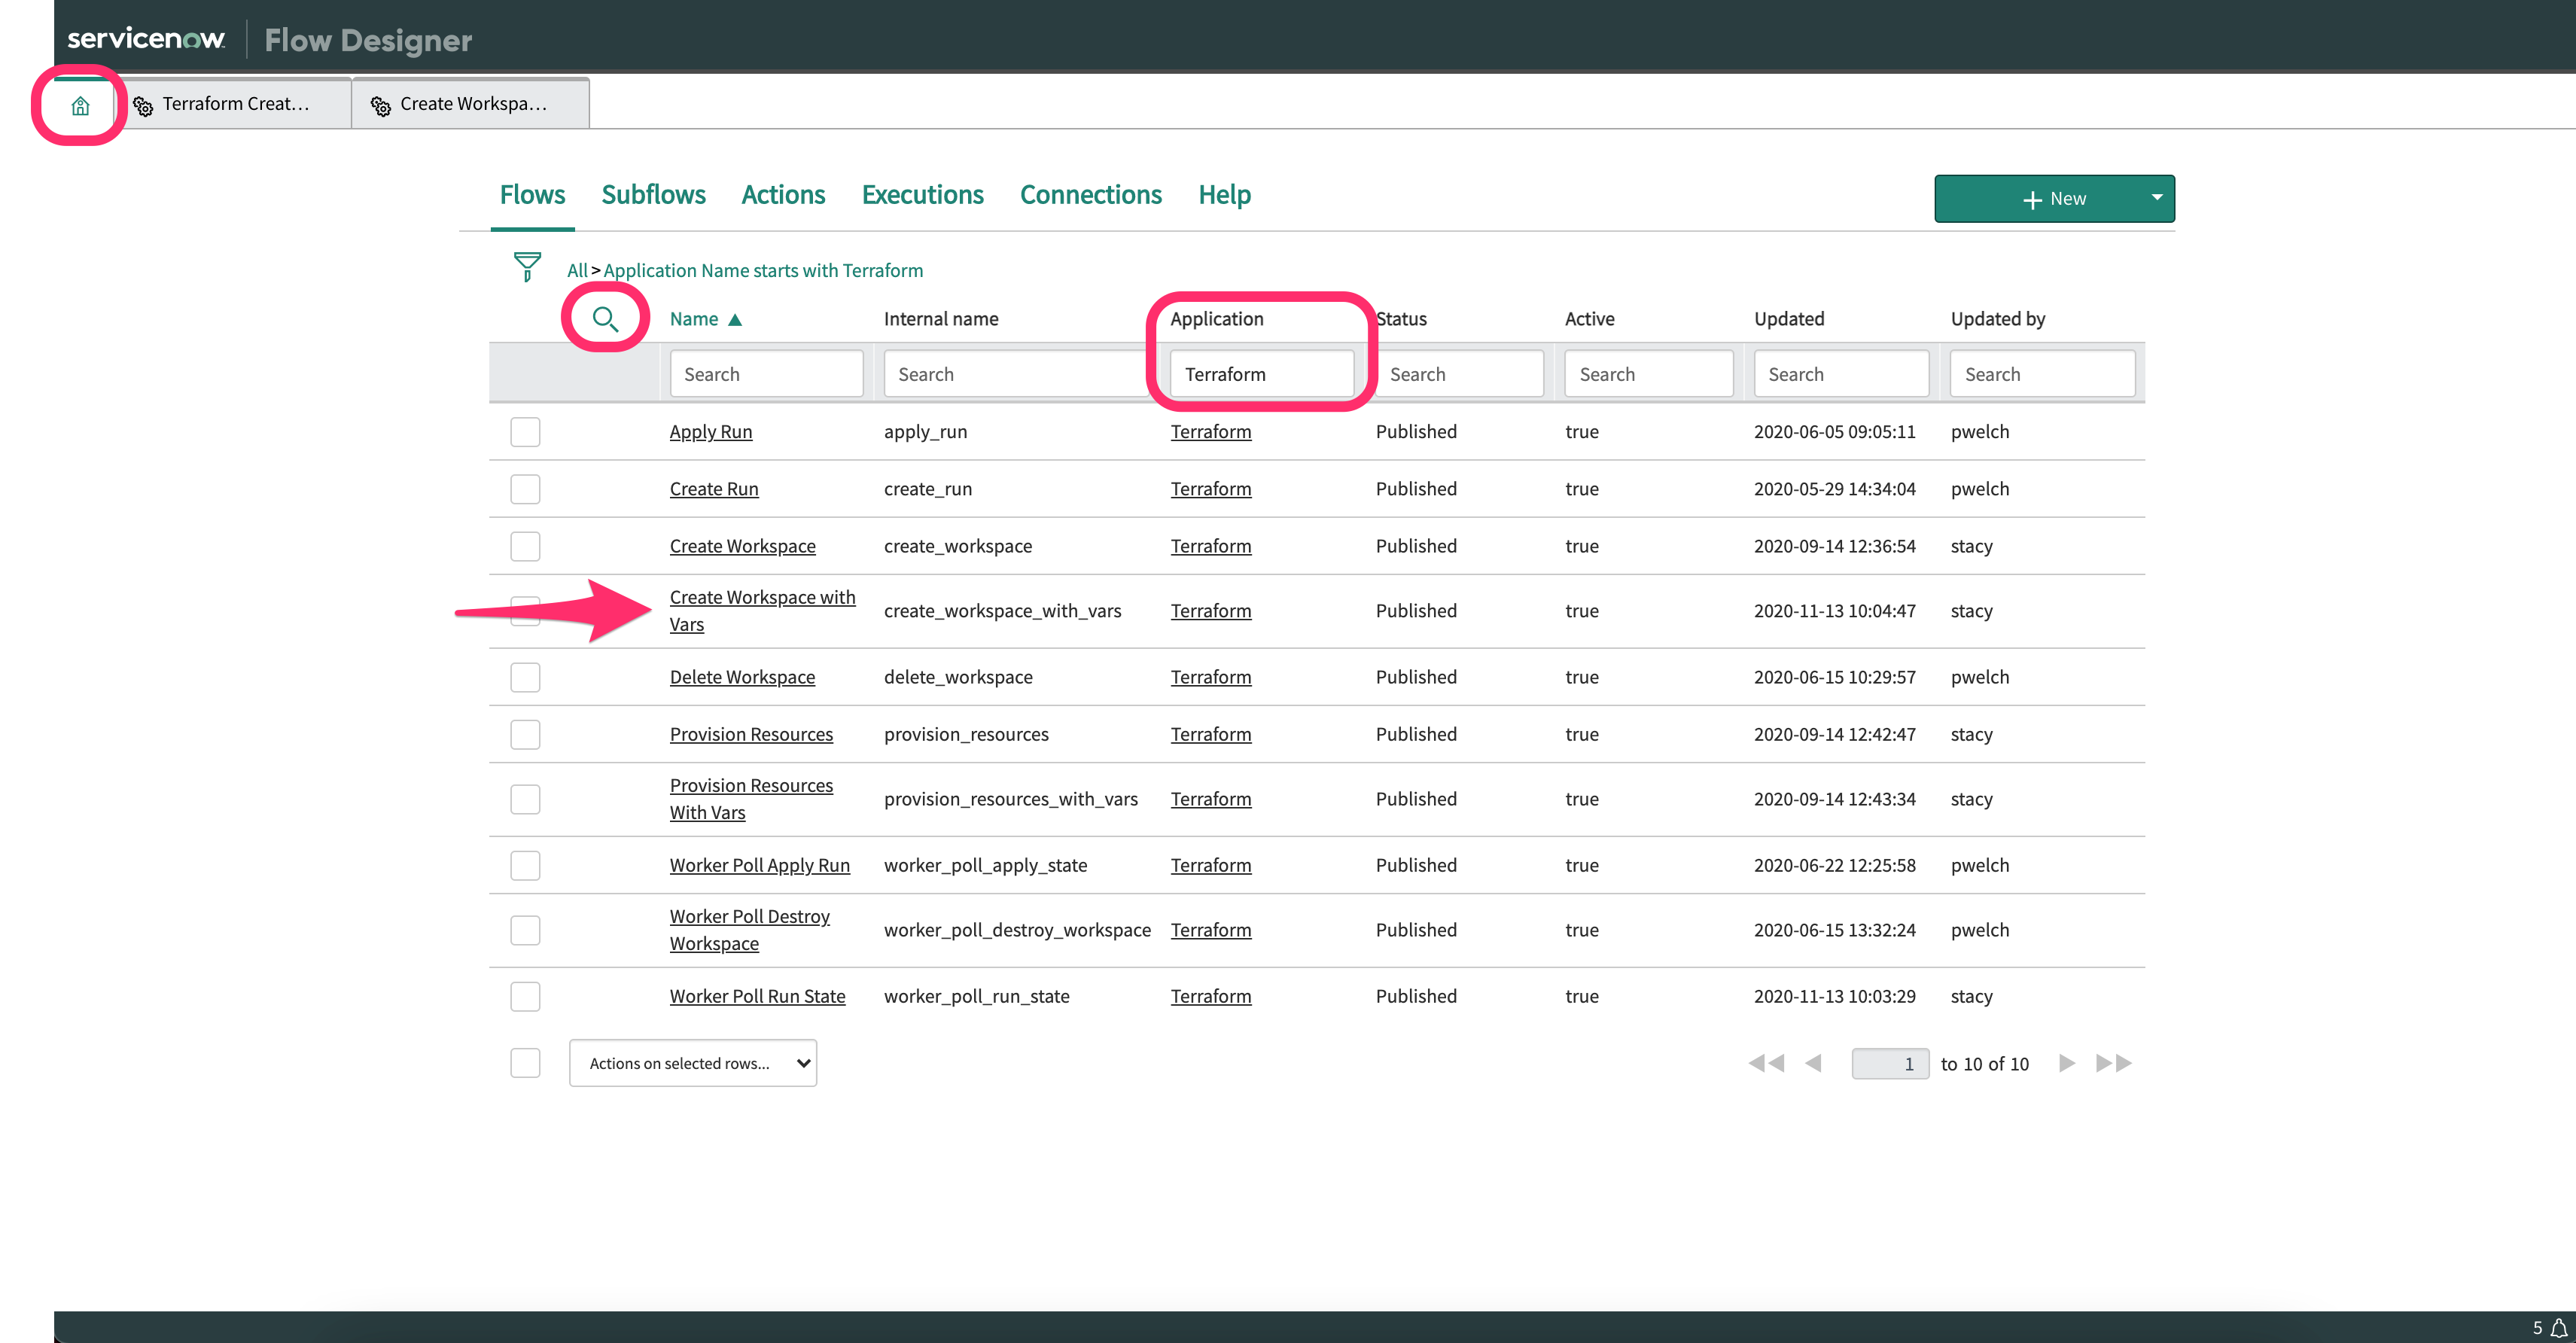 servicenow Flow Designer
Terraform Creat... Create Workspa...
Flows Subflows Actions Executions Connections Help + New
All > Application Name starts with Terraform
Name ▲ Internal name Application Status Active Updated Updated by
Search Search Terraform Search Search Search Search
Apply Run apply_run Terraform Published true 2020-06-05 09:05:11 pwelch
Create Run create_run Terraform Published true 2020-05-29 14:34:04 pwelch
Create Workspace create_workspace Terraform Published true 2020-09-14 12:36:54 stacy
Create Workspace with
Vars create_workspace_with_vars Terraform Published true 2020-11-13 10:04:47 stacy
Delete Workspace delete_workspace Terraform Published true 2020-06-15 10:29:57 pwelch
Provision Resources provision_resources Terraform Published true 2020-09-14 12:42:47 stacy
Provision Resources
With Vars provision_resources_with_vars Terraform Published true 2020-09-14 12:43:34 stacy
Worker Poll Apply Run worker_poll_apply_state Terraform Published true 2020-06-22 12:25:58 pwelch
Worker Poll Destroy
Workspace worker_poll_destroy_workspace Terraform Published true 2020-06-15 13:32:24 pwelch
Worker Poll Run State worker_poll_run_state Terraform Published true 2020-11-13 10:03:29 stacy
Actions on selected rows... 1 to 10 of 10
5